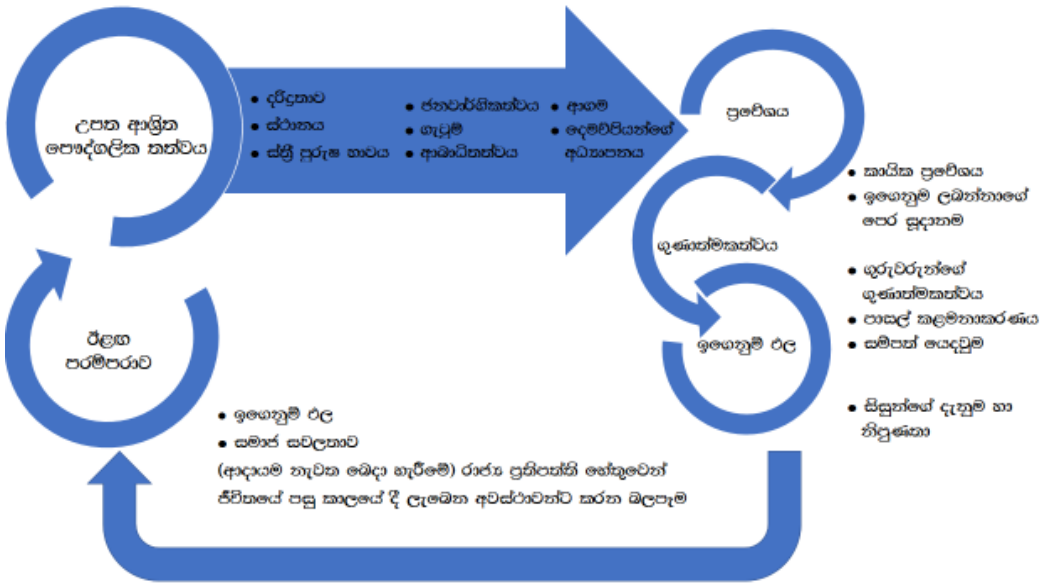 උපත ආශ්‍රිත
පෞද්ගලික තත්වය
• දරිද්‍රතාව
• ස්ථානය
• ස්ත්‍රී පුරුෂ භාවය
• ජනවාර්ගිකත්වය
• ගැටුම්
• ආබාධිතත්වය
• ආගම
• දෙමව්පියන්ගේ
අධ්‍යාපනය
ප්‍රවේශය
• කායික ප්‍රවේශය
• ඉගෙනුම ලබන්නාගේ
පෙර සූදානම
ගුණාත්මකත්වය
• ගුරුවරුන්ගේ
ගුණාත්මකත්වය
• පාසල් කළමනාකරණය
• සම්පත් යෙදවුම
ඉගෙනුම් ඵල
• සිසුන්ගේ දැනුම හා
නිපුණතා
ඊළඟ
පරම්පරාව
• ඉගෙනුම් ඵල
• සමාජ සචලතාව
(ආදායම නැවත බෙදා හැරීමේ) රාජ්‍ය ප්‍රතිපත්ති හේතුවෙන්
ජීවිතයේ පසු කාලයේ දී ලැබෙන අවස්ථාවන්ට කරන බලපෑම